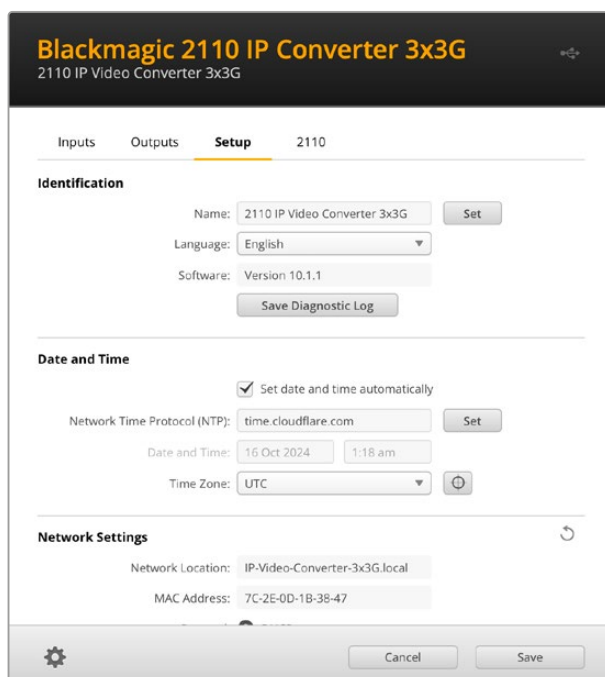 Blackmagic 2110 IP Converter 3x3G
2110 IP Video Converter 3x3G
Inputs Outputs Setup 2110
Identification
Name: 2110 IP Video Converter 3x3G Set
Language: English
Software: Version 10.1.1
Save Diagnostic Log
Date and Time
Set date and time automatically
Network Time Protocol (NTP): time.cloudflare.com Set
Date and Time: 16 Oct 2024 1:18 am
Time Zone: UTC
Network Settings
Network Location: IP-Video-Converter-3x3G.local
MAC Address: 7C-2E-0D-1B-38-47
Cancel Save